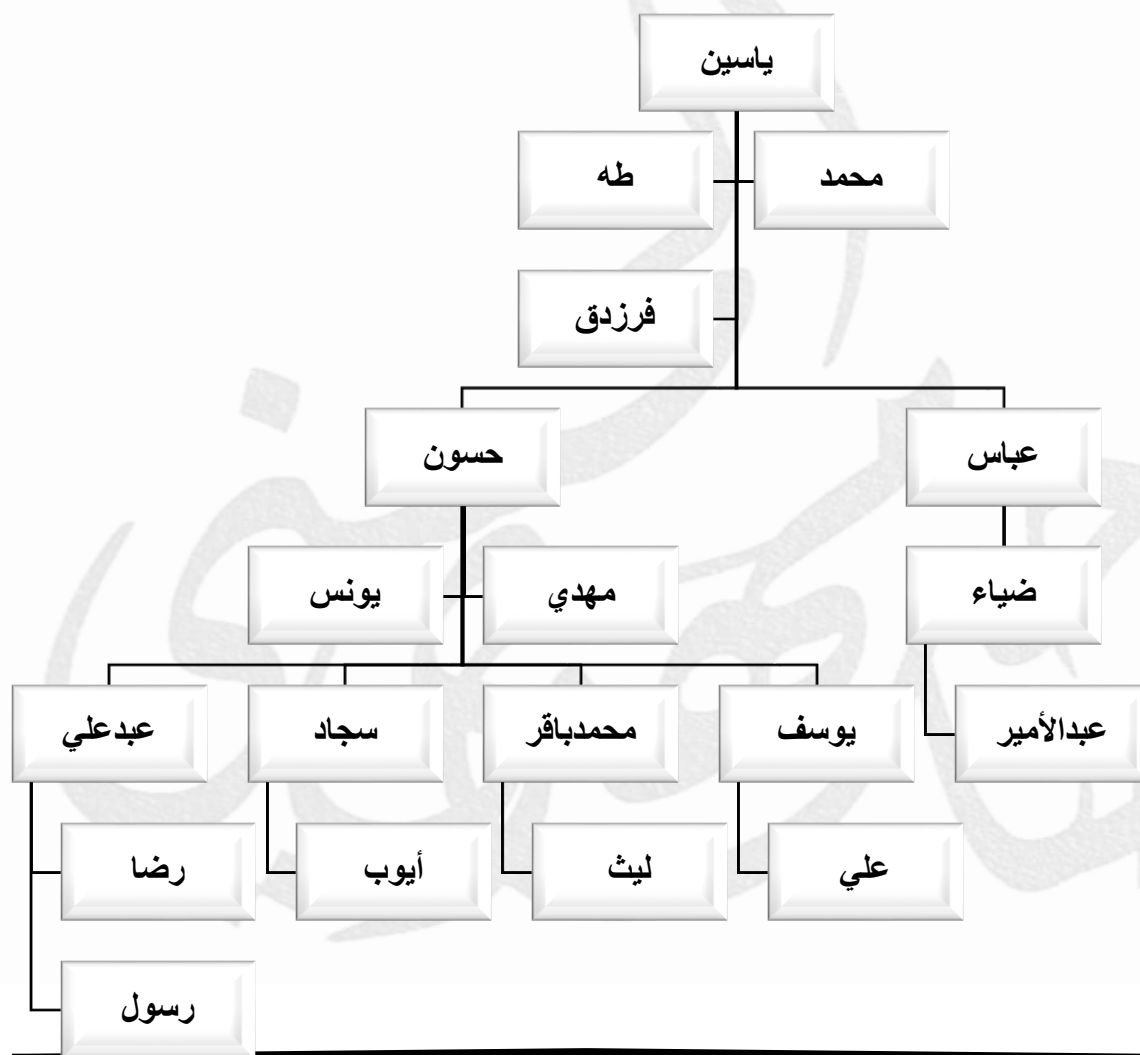 ياسين
محمد
طه
فرزدق
عباس
حسون
ضياء
مهدي
يونس
عبدالأمير
يوسف
محمدباقر
سجاد
عبدعلي
علي
ليث
أيوب
رضا
رسول